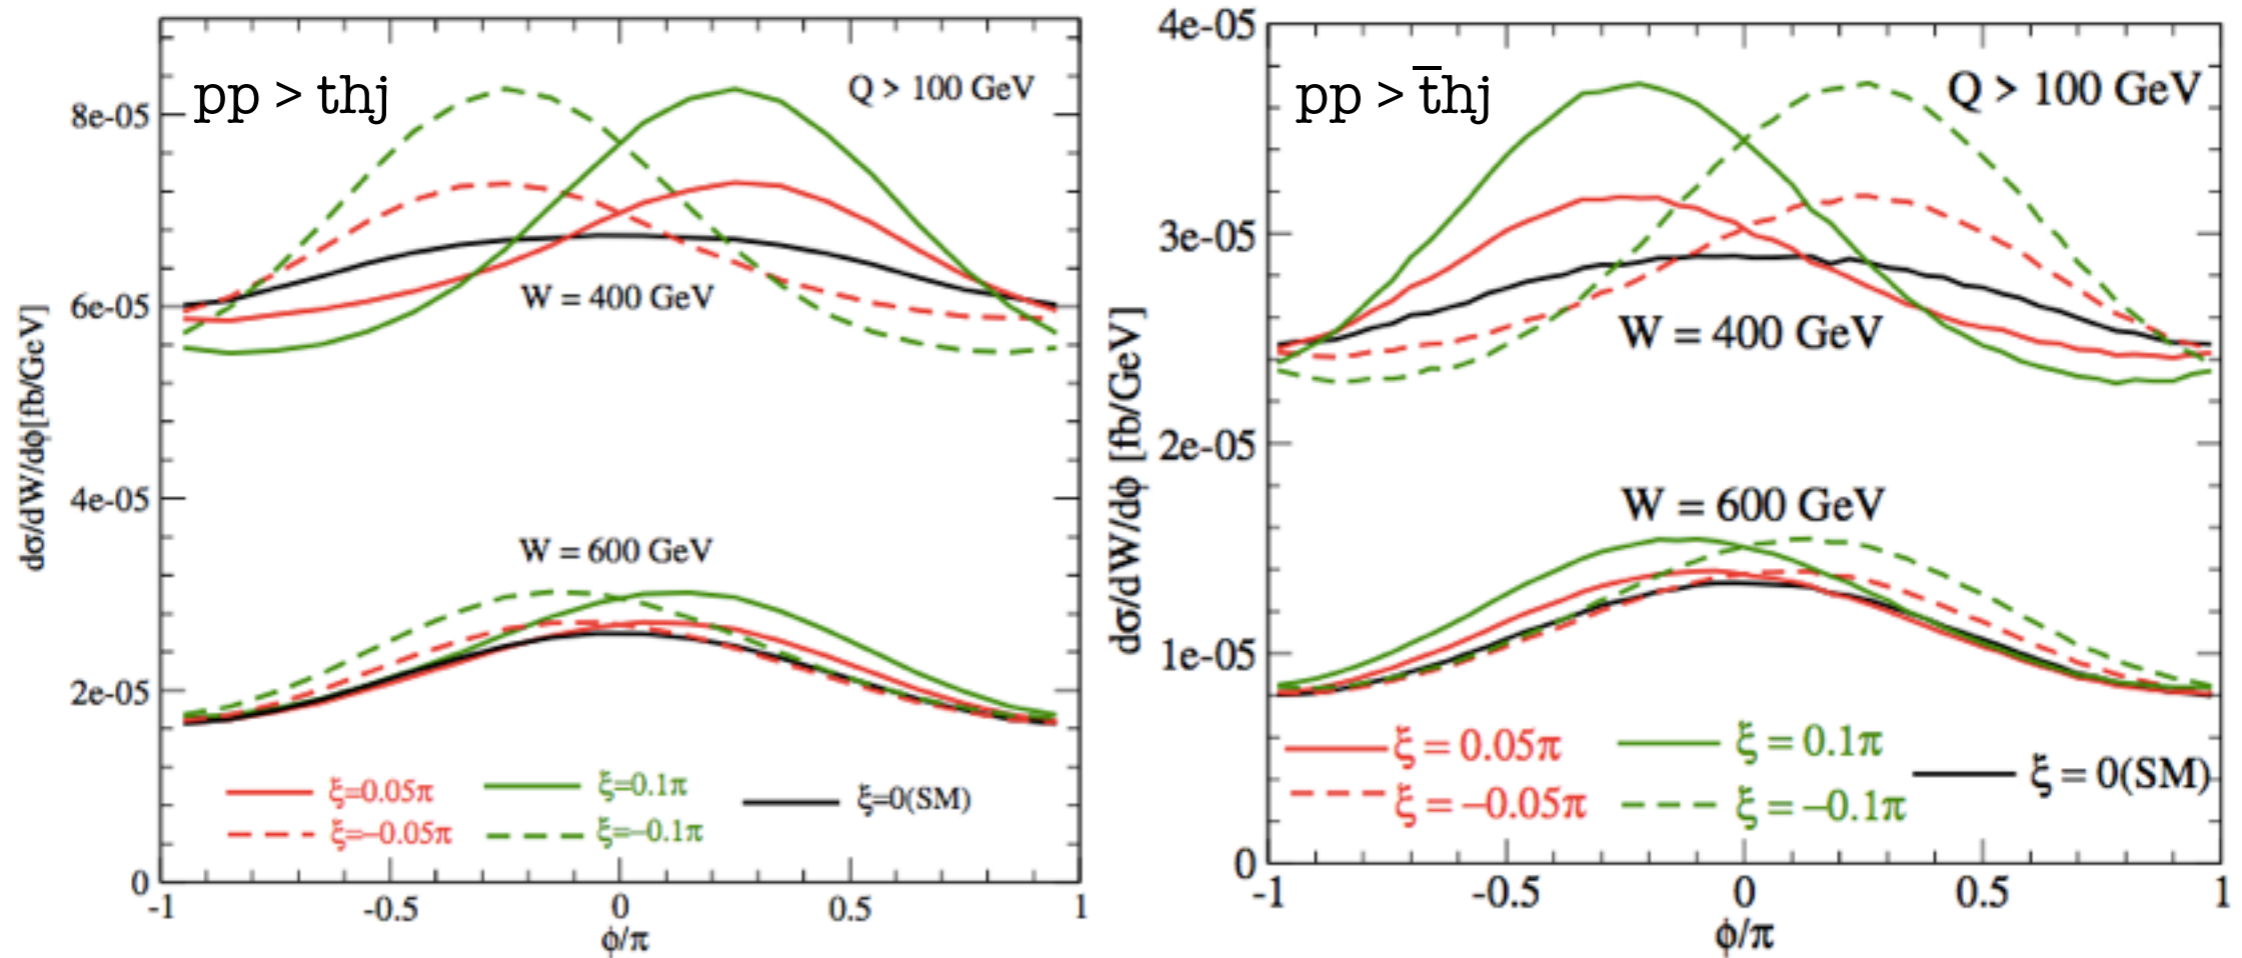 pp > thj
Q > 100 GeV
8e-05
6e-05
4e-05
2e-05
0
dσ/dW/dϕ[fb/GeV]
W = 400 GeV
W = 600 GeV
ξ=0.05π
ξ=0.1π
ξ=0(SM)
ξ=–0.05π
ξ=–0.1π
-1
-0.5
0
0.5
1
ϕ/π
pp > t̅hj
Q > 100 GeV
4e-05
3e-05
2e-05
1e-05
0
dσ/dW/dϕ [fb/GeV]
W = 400 GeV
W = 600 GeV
ξ = 0.05π
ξ = 0.1π
ξ = 0(SM)
ξ = –0.05π
ξ = –0.1π
-1
-0.5
0
0.5
1
ϕ/π